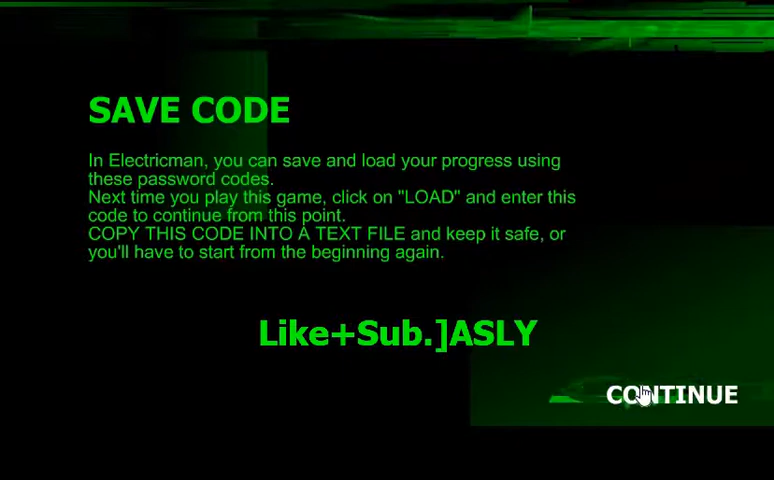 SAVE CODE
In Electricman, you can save and load your progress using
these password codes.
Next time you play this game, click on "LOAD" and enter this
code to continue from this point.
COPY THIS CODE INTO A TEXT FILE and keep it safe, or
you'll have to start from the beginning again.
Like+Sub.]ASLY
CONTINUE